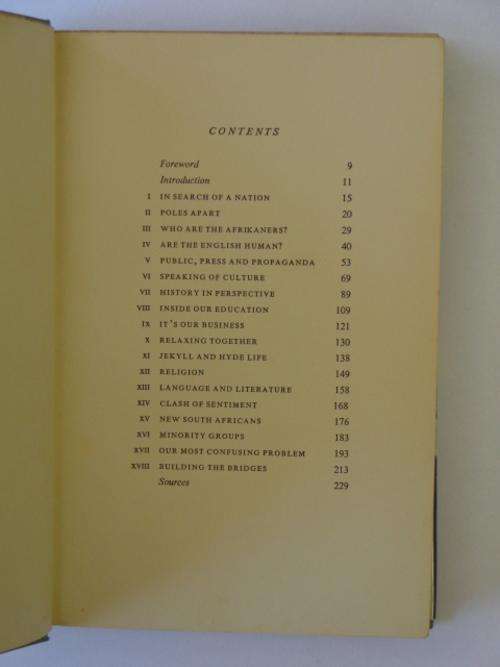 CONTENTS
Foreword 9
Introduction 11
I IN SEARCH OF A NATION 15
II POLES APART 20
III WHO ARE THE AFRIKANERS? 29
IV ARE THE ENGLISH HUMAN? 40
V PUBLIC, PRESS AND PROPAGANDA 53
VI SPEAKING OF CULTURE 69
VII HISTORY IN PERSPECTIVE 89
VIII INSIDE OUR EDUCATION 109
IX IT'S OUR BUSINESS 121
X RELAXING TOGETHER 130
XI JEKYLL AND HYDE LIFE 138
XII RELIGION 149
XIII LANGUAGE AND LITERATURE 158
XIV CLASH OF SENTIMENT 168
XV NEW SOUTH AFRICANS 176
XVI MINORITY GROUPS 183
XVII OUR MOST CONFUSING PROBLEM 193
XVIII BUILDING THE BRIDGES 213
Sources 229